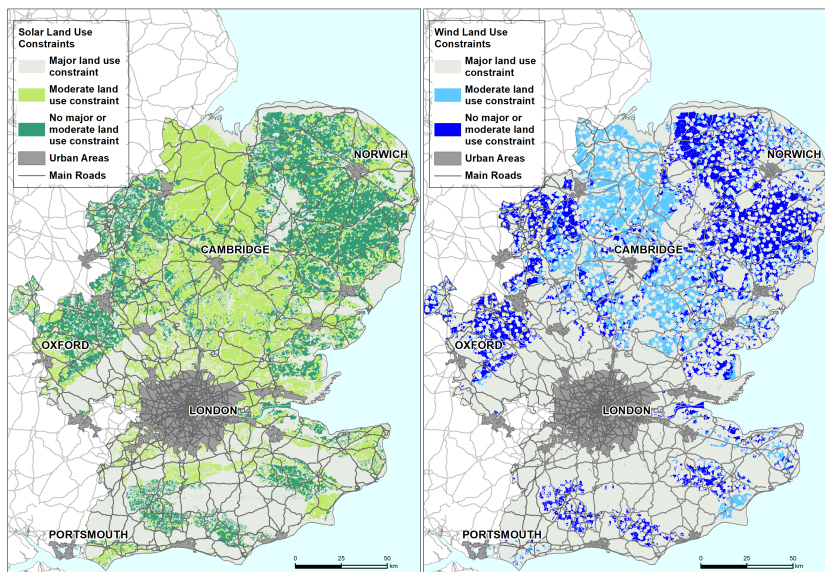 Solar Land Use
Constraints
Major land use
constraint
Moderate land
use constraint
No major or
moderate land
use constraint
Urban Areas
Main Roads
NORWICH
CAMBRIDGE
OXFORD
LONDON
PORTSMOUTH
0 25 50
km
Wind Land Use
Constraints
Major land use
constraint
Moderate land
use constraint
No major or
moderate land
use constraint
Urban Areas
Main Roads
NORWICH
CAMBRIDGE
OXFORD
LONDON
PORTSMOUTH
0 25 50
km